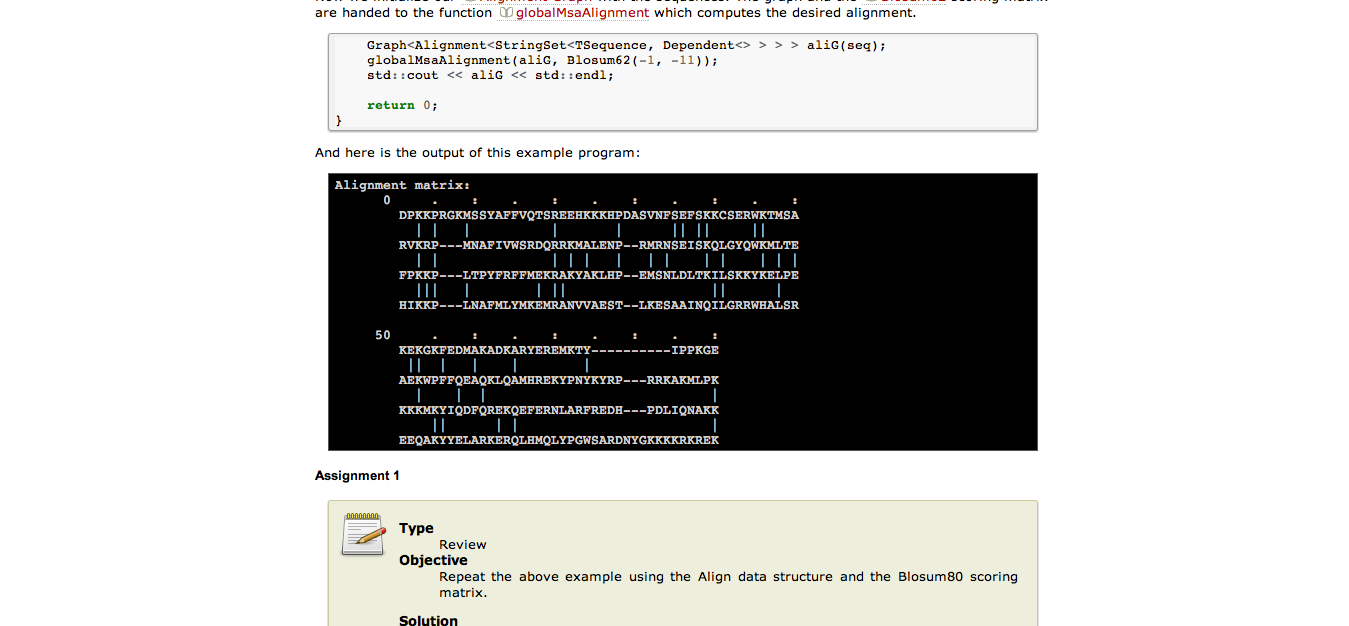 are handed to the function globalMsaAlignment which computes the desired alignment.
Graph<Alignment<StringSet<TSequence, Dependent<> > > > aliG(seq);
globalMsaAlignment(aliG, Blosum62(-1, -11));
std::cout << aliG << std::endl;
return 0;
}
And here is the output of this example program:
Alignment matrix:
0 . : . : . : . : . :
DPKKPRGKMSSYAFFVQTSREEHKKKHPDASVNFSEFSKKCSERWKTMSA
| | | | | || || ||
RVKRP---MNAFIVWSRDQRRKMALENP--RMRNSEISKQLGYQWKMLTE
| | | | | | | | | | | | |
FPKKP---LTPYFRFFMEKRAKYAKLHP--EMSNLDLTKILSKKYKELPE
||| | | || || |
HIKKP---LNAFMLYMKEMRANVVAEST--LKESAAINQILGRRWHALSR
50 . : . : . : . :
KEKGKFEDMAKADKARYEREMKTY----------IPPKGE
|| | | | |
AEKWPFFQEAQKLQAMHREKYPNYKYRP---RRKAKMLPK
| | | |
KKKMKYIQDFQREKQEFERNLARFREDH---PDLIQNAKK
|| | | |
EEQAKYYELARKERQLHMQLYPGWSARDNYGKKKKRKREK
Assignment 1
Type
Review
Objective
Repeat the above example using the Align data structure and the Blosum80 scoring
matrix.
Solution